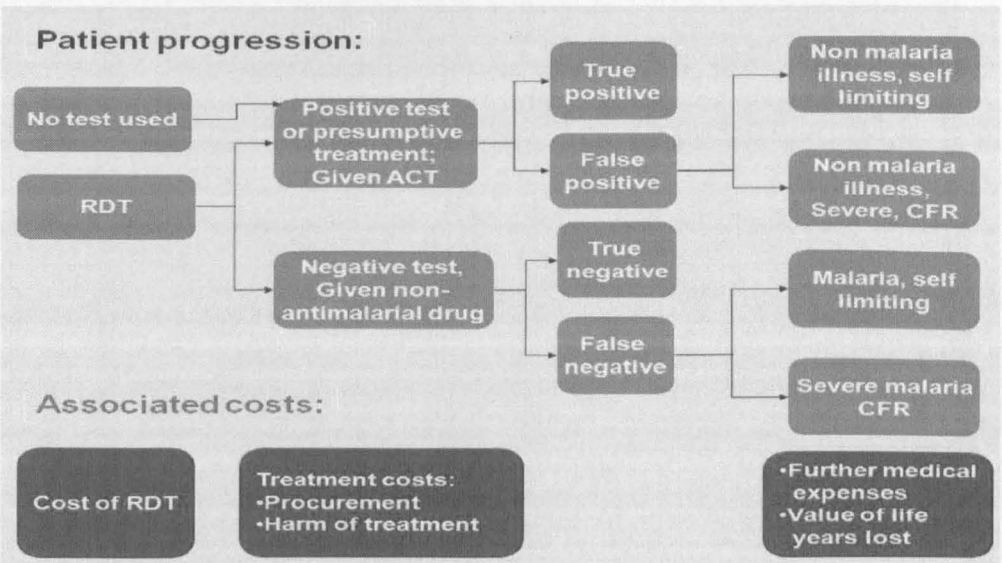 Patient progression:
No test used
RDT
Positive test
or presumptive
treatment;
Given ACT
Negative test,
Given non-
antimalarial drug
True
positive
False
positive
True
negative
False
negative
Non malaria
illness, self
limiting
Non malaria
illness,
Severe, CFR
Malaria, self
limiting
Severe malaria
CFR
Associated costs:
Cost of RDT
Treatment costs:
•Procurement
•Harm of treatment
•Further medical
expenses
•Value of life
years lost